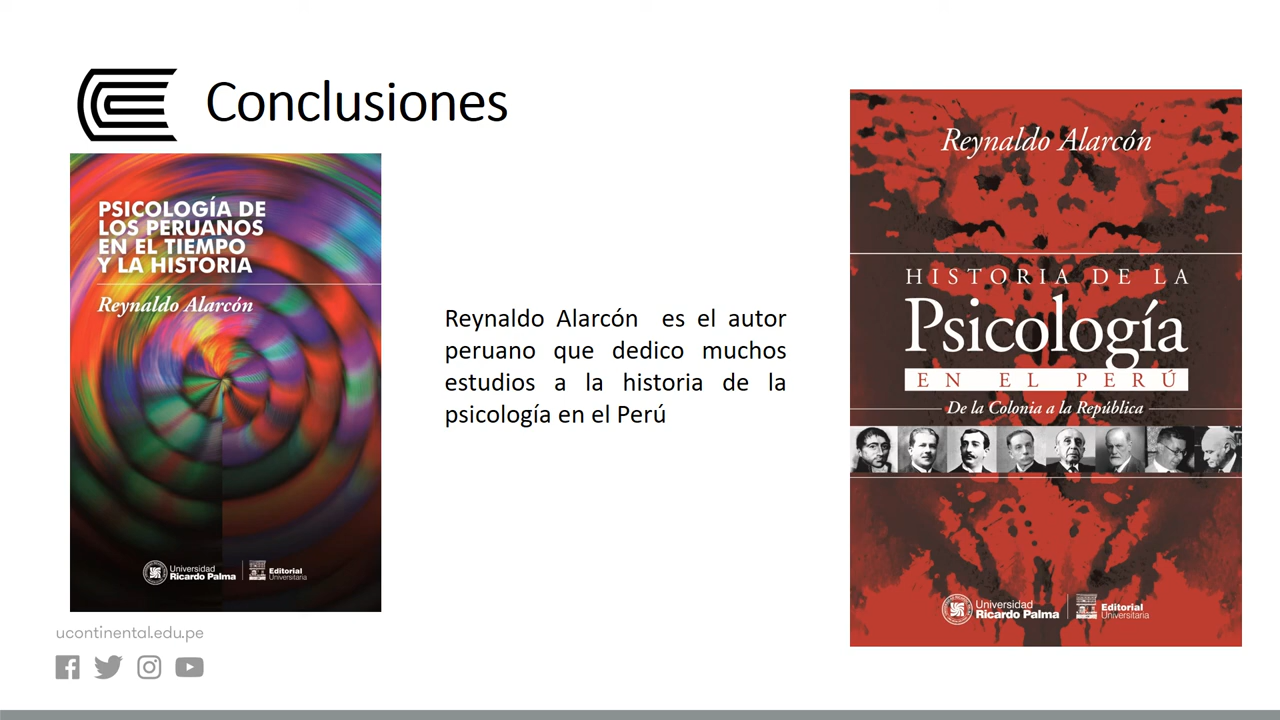 Conclusiones
PSICOLOGÍA DE
LOS PERUANOS
EN EL TIEMPO
Y LA HISTORIA
Reynaldo Alarcón
Universidad
Ricardo Palma
Editorial
Universitaria
Reynaldo Alarcón es el autor
peruano que dedico muchos
estudios a la historia de la
psicología en el Perú
Reynaldo Alarcón
HISTORIA DE LA
Psicología
EN EL PERÚ
De la Colonia a la República
Universidad
Ricardo Palma
Editorial
Universitaria
ucontinental.edu.pe